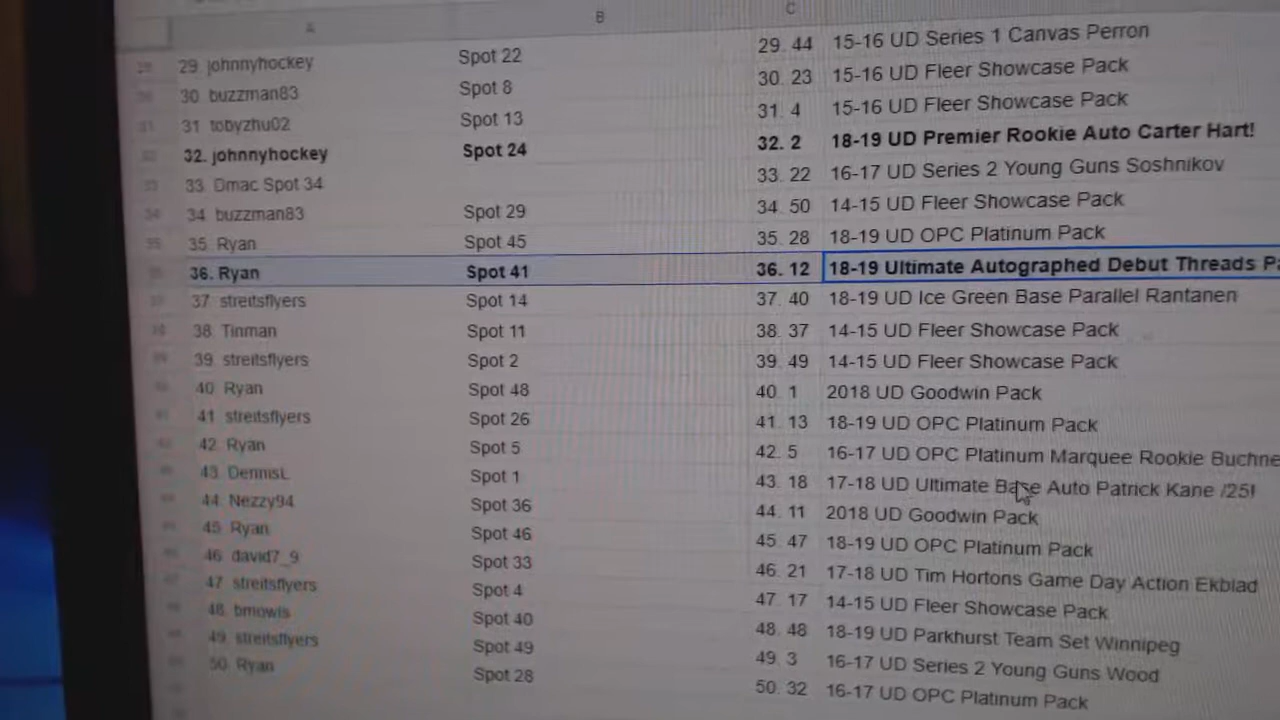 A B C
29. johnnyhockey Spot 22 29. 44 15-16 UD Series 1 Canvas Perron
30 buzzman83 Spot 8 30. 23 15-16 UD Fleer Showcase Pack
31 tobyzhu02 Spot 13 31. 4 15-16 UD Fleer Showcase Pack
32. johnnyhockey Spot 24 32. 2 18-19 UD Premier Rookie Auto Carter Hart!
33 Dmac Spot 34 33. 22 16-17 UD Series 2 Young Guns Soshnikov
34 buzzman83 Spot 29 34. 50 14-15 UD Fleer Showcase Pack
35. Ryan Spot 45 35. 28 18-19 UD OPC Platinum Pack
36. Ryan Spot 41 36. 12 18-19 Ultimate Autographed Debut Threads
37 streitsflyers Spot 14 37. 40 18-19 UD Ice Green Base Parallel Rantanen
38 Tinman Spot 11 38. 37 14-15 UD Fleer Showcase Pack
39. streitsflyers Spot 2 39. 49 14-15 UD Fleer Showcase Pack
40 Ryan Spot 48 40. 1 2018 UD Goodwin Pack
41 streitsflyers Spot 26 41. 13 18-19 UD OPC Platinum Pack
42. Ryan Spot 5 42. 5 16-17 UD OPC Platinum Marquee Rookie Buchne
43. DennisL Spot 1 43. 18 17-18 UD Ultimate Base Auto Patrick Kane /25!
44. Nezzy94 Spot 36 44. 11 2018 UD Goodwin Pack
45. Ryan Spot 46 45. 47 18-19 UD OPC Platinum Pack
46 david7_9 Spot 33 46. 21 17-18 UD Tim Hortons Game Day Action Ekblad
47 streitsflyers Spot 4 47. 17 14-15 UD Fleer Showcase Pack
48. bmowls Spot 40 48. 48 18-19 UD Parkhurst Team Set Winnipeg
49. streitsflyers Spot 49 49. 3 16-17 UD Series 2 Young Guns Wood
50. Ryan Spot 28 50. 32 16-17 UD OPC Platinum Pack